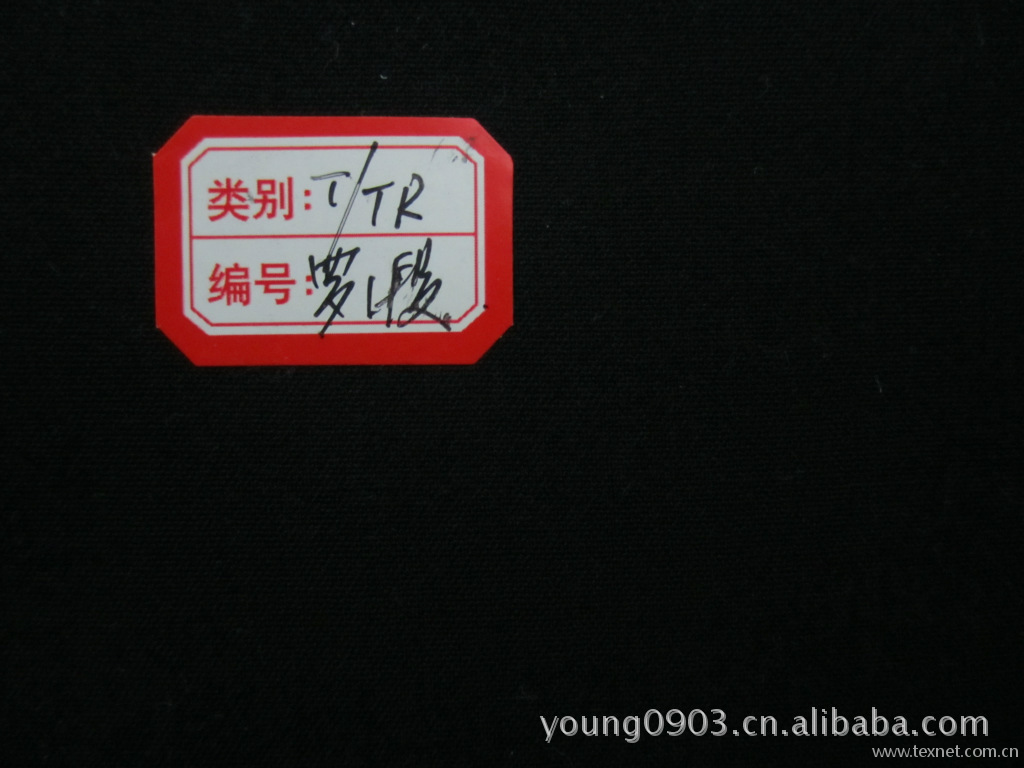 类别: T/TR
编号: 罗缎
young0903.cn.alibaba.com
www.texnet.com.cn